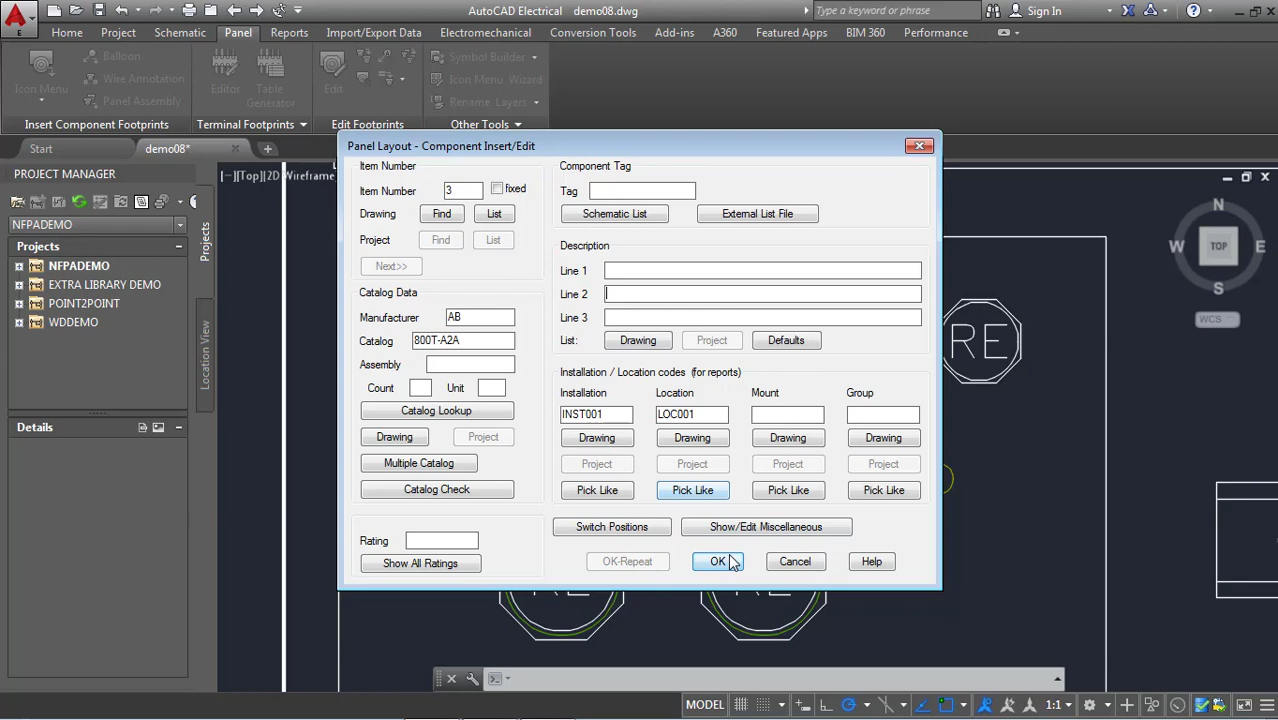 AutoCAD Electrical demo08.dwg
Type a keyword or phrase
Sign In
E
Home Project Schematic Panel Reports Import/Export Data Electromechanical Conversion Tools Add-ins A360 Featured Apps BIM 360 Performance
Icon Menu
Balloon
Wire Annotation
Panel Assembly
Insert Component Footprints
Editor
Table Generator
Terminal Footprints
Edit
Edit Footprints
Symbol Builder
Icon Menu Wizard
Rename Layers
Other Tools
Start
demo08*
PROJECT MANAGER
NFPADEMO
Projects
NFPADEMO
EXTRA LIBRARY DEMO
POINT2POINT
WDDEMO
Details
Projects
Location View
[−][Top][2D Wireframe
Panel Layout - Component Insert/Edit
Item Number
Item Number 3 fixed
Drawing Find List
Project Find List
Next>>
Catalog Data
Manufacturer AB
Catalog 800T-A2A
Assembly
Count Unit
Catalog Lookup
Drawing Project
Multiple Catalog
Catalog Check
Rating
Show All Ratings
Component Tag
Tag
Schematic List External List File
Description
Line 1
Line 2
Line 3
List: Drawing Project Defaults
Installation / Location codes (for reports)
Installation Location Mount Group
INST001 LOC001
Drawing Drawing Drawing Drawing
Project Project Project Project
Pick Like Pick Like Pick Like Pick Like
Switch Positions Show/Edit Miscellaneous
OK-Repeat OK Cancel Help
RE
RE RE
N
W TOP E
S
WCS
MODEL 1:1